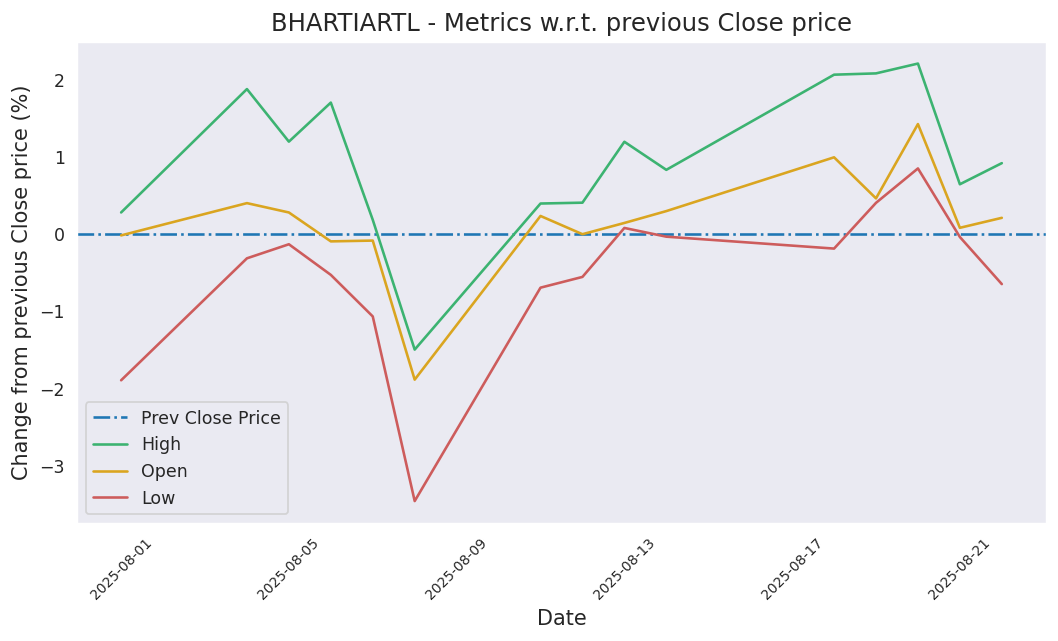 BHARTIARTL - Metrics w.r.t. previous Close price
Change from previous Close price (%)
2
1
0
−1
−2
−3
Prev Close Price
High
Open
Low
2025-08-01
2025-08-05
2025-08-09
2025-08-13
2025-08-17
2025-08-21
Date